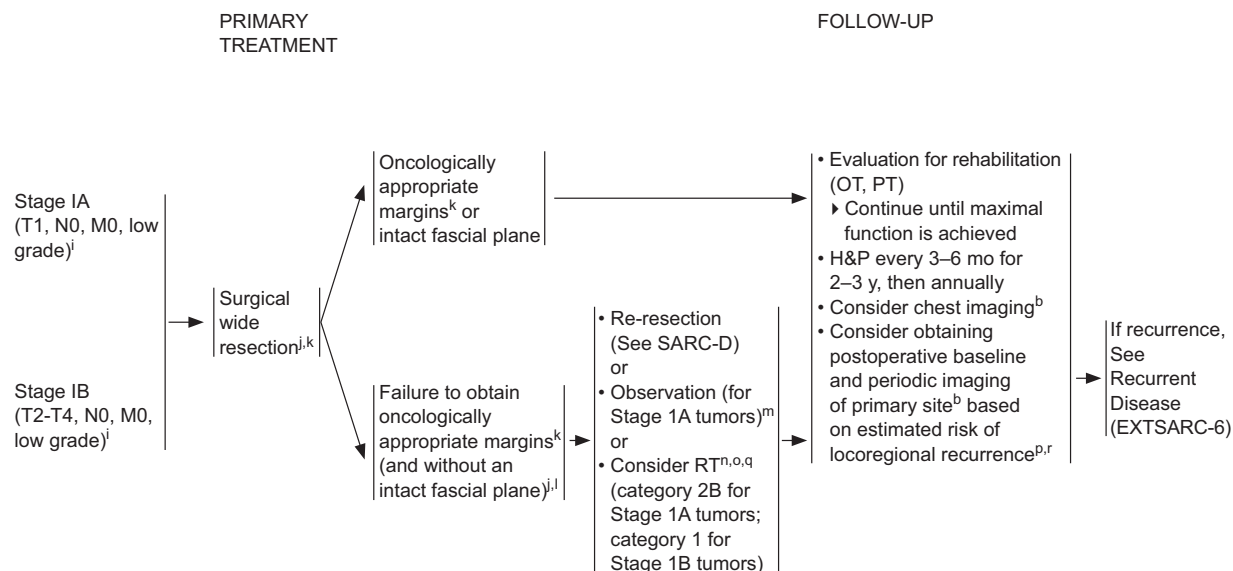 PRIMARY
TREATMENT
FOLLOW-UP
Stage IA
(T1, N0, M0, low
grade)i
Stage IB
(T2-T4, N0, M0,
low grade)i
Surgical
wide
resectionj,k
Oncologically
appropriate
marginsk or
intact fascial plane
Failure to obtain
oncologically
appropriate marginsk
(and without an
intact fascial plane)j,l
• Re-resection
(See SARC-D)
or
• Observation (for
Stage 1A tumors)m
or
• Consider RTn,o,q
(category 2B for
Stage 1A tumors;
category 1 for
Stage 1B tumors)
• Evaluation for rehabilitation
(OT, PT)
▸ Continue until maximal
function is achieved
• H&P every 3–6 mo for
2–3 y, then annually
• Consider chest imagingb
• Consider obtaining
postoperative baseline
and periodic imaging
of primary siteb based
on estimated risk of
locoregional recurrencep,r
If recurrence,
See
Recurrent
Disease
(EXTSARC-6)